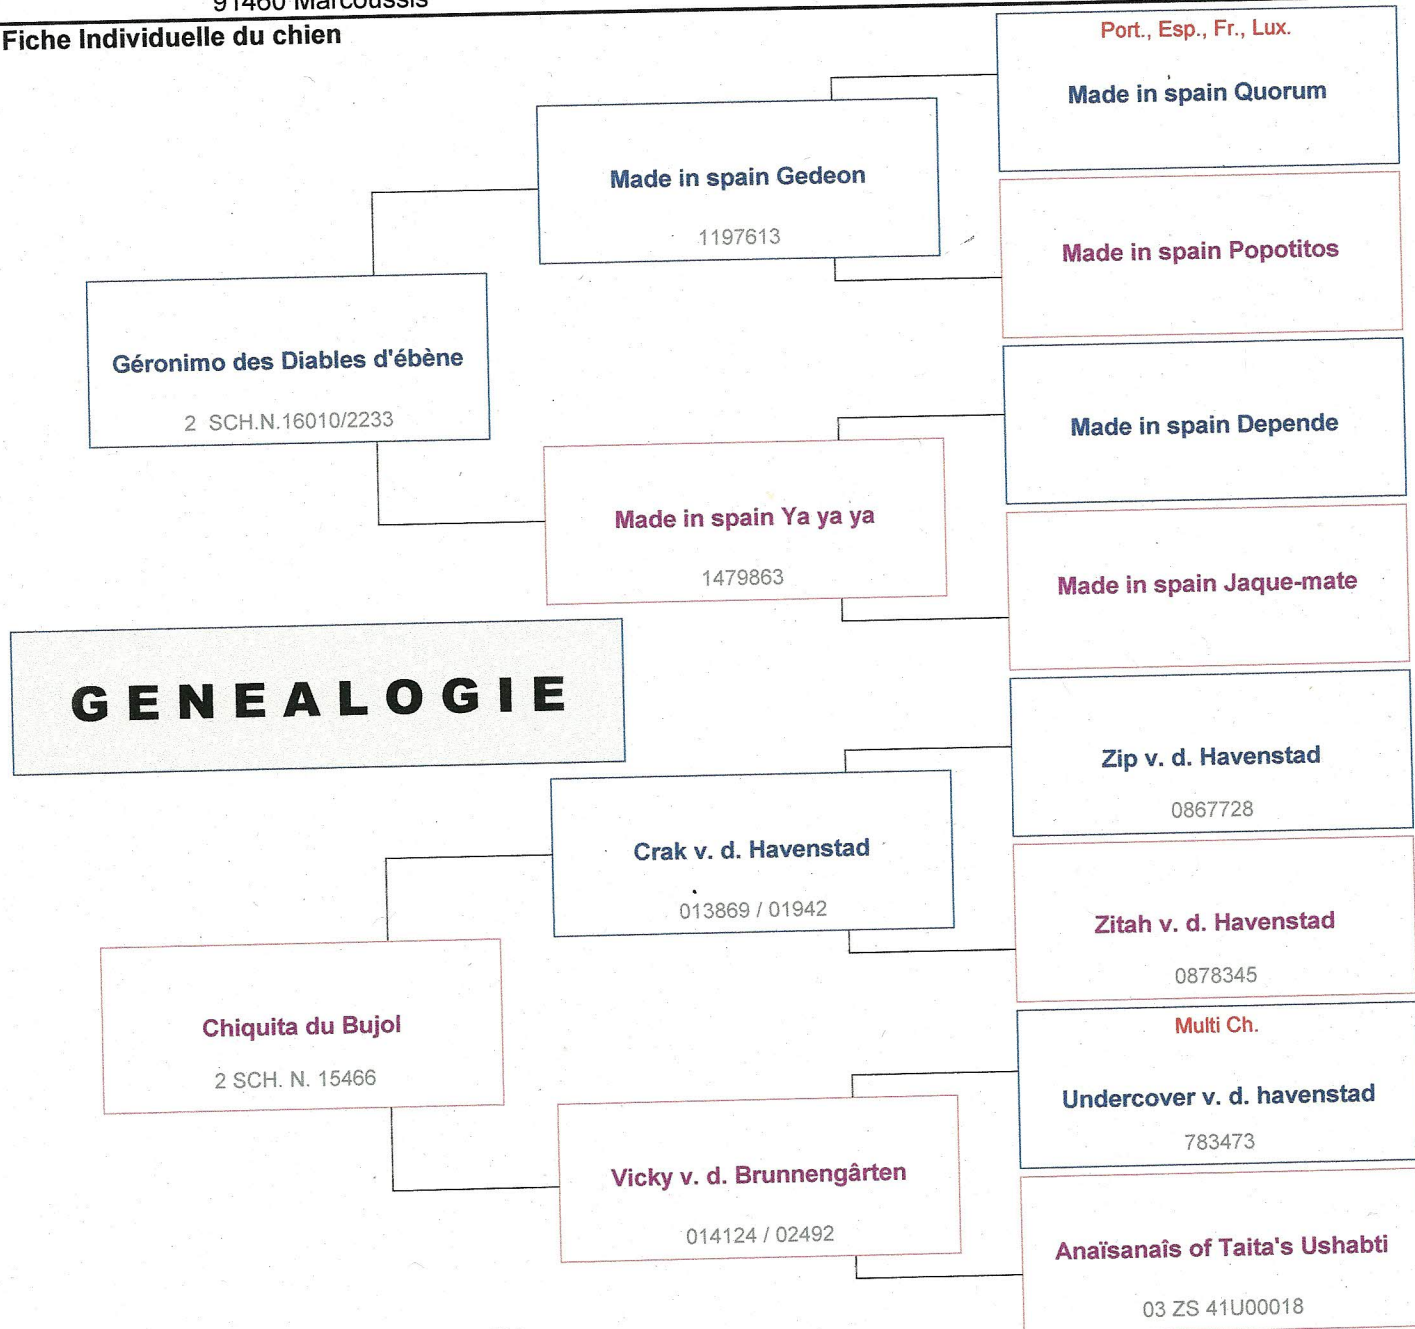 91460 Marcoussis
Fiche Individuelle du chien
Port., Esp., Fr., Lux.
Made in spain Quorum
Made in spain Gedeon
1197613
Made in spain Popotitos
Géronimo des Diables d'ébène
2 SCH.N.16010/2233
Made in spain Depende
Made in spain Ya ya ya
1479863
Made in spain Jaque-mate
GENEALOGIE
Zip v. d. Havenstad
0867728
Crak v. d. Havenstad
013869 / 01942
Zitah v. d. Havenstad
0878345
Chiquita du Bujol
2 SCH. N. 15466
Multi Ch.
Undercover v. d. havenstad
783473
Vicky v. d. Brunnengârten
014124 / 02492
Anaïsanaîs of Taita's Ushabti
03 ZS 41U00018